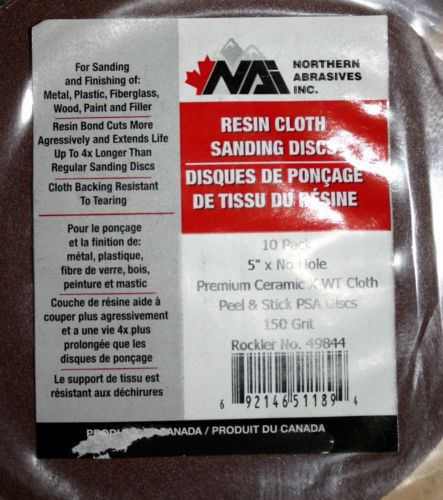 For Sanding
and Finishing of:
Metal, Plastic, Fiberglass,
Wood, Paint and Filler
Resin Bond Cuts More
Agressively and Extends Life
Up To 4x Longer Than
Regular Sanding Discs
Cloth Backing Resistant
To Tearing
Pour le ponçage
et la finition de:
métal, plastique,
fibre de verre, bois,
peinture et mastic
Couche de résine aide à
couper plus agressivement
et a une vie 4x plus
prolongée que les
disques de ponçage
Le support de tissu est
résistant aux déchirures
NAi
NORTHERN
ABRASIVES
INC.
RESIN CLOTH
SANDING DISCS
DISQUES DE PONÇAGE
DE TISSU DU RÉSINE
10 Pack
5" x No Hole
Premium Ceramic X-WT Cloth
Peel & Stick PSA Discs
150 Grit
Rockler No. 49844
6 92146 51189 4
CANADA / PRODUIT DU CANADA